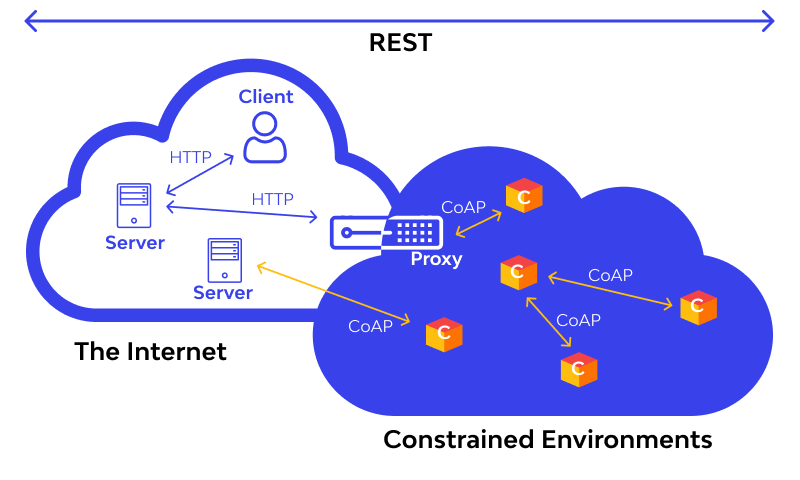 REST
Client
HTTP
HTTP
Server
Server
Proxy
CoAP
C
C
CoAP
C
CoAP
C
CoAP
C
The Internet
Constrained Environments